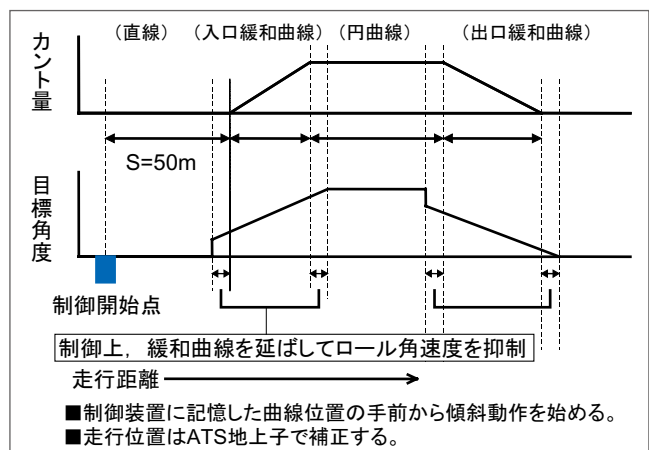 （直線）（入口緩和曲線）（円曲線）（出口緩和曲線）
カント量
S=50m
目標角度
制御開始点
制御上，緩和曲線を延ばしてロール角速度を抑制
走行距離
■制御装置に記憶した曲線位置の手前から傾斜動作を始める。
■走行位置はATS地上子で補正する。